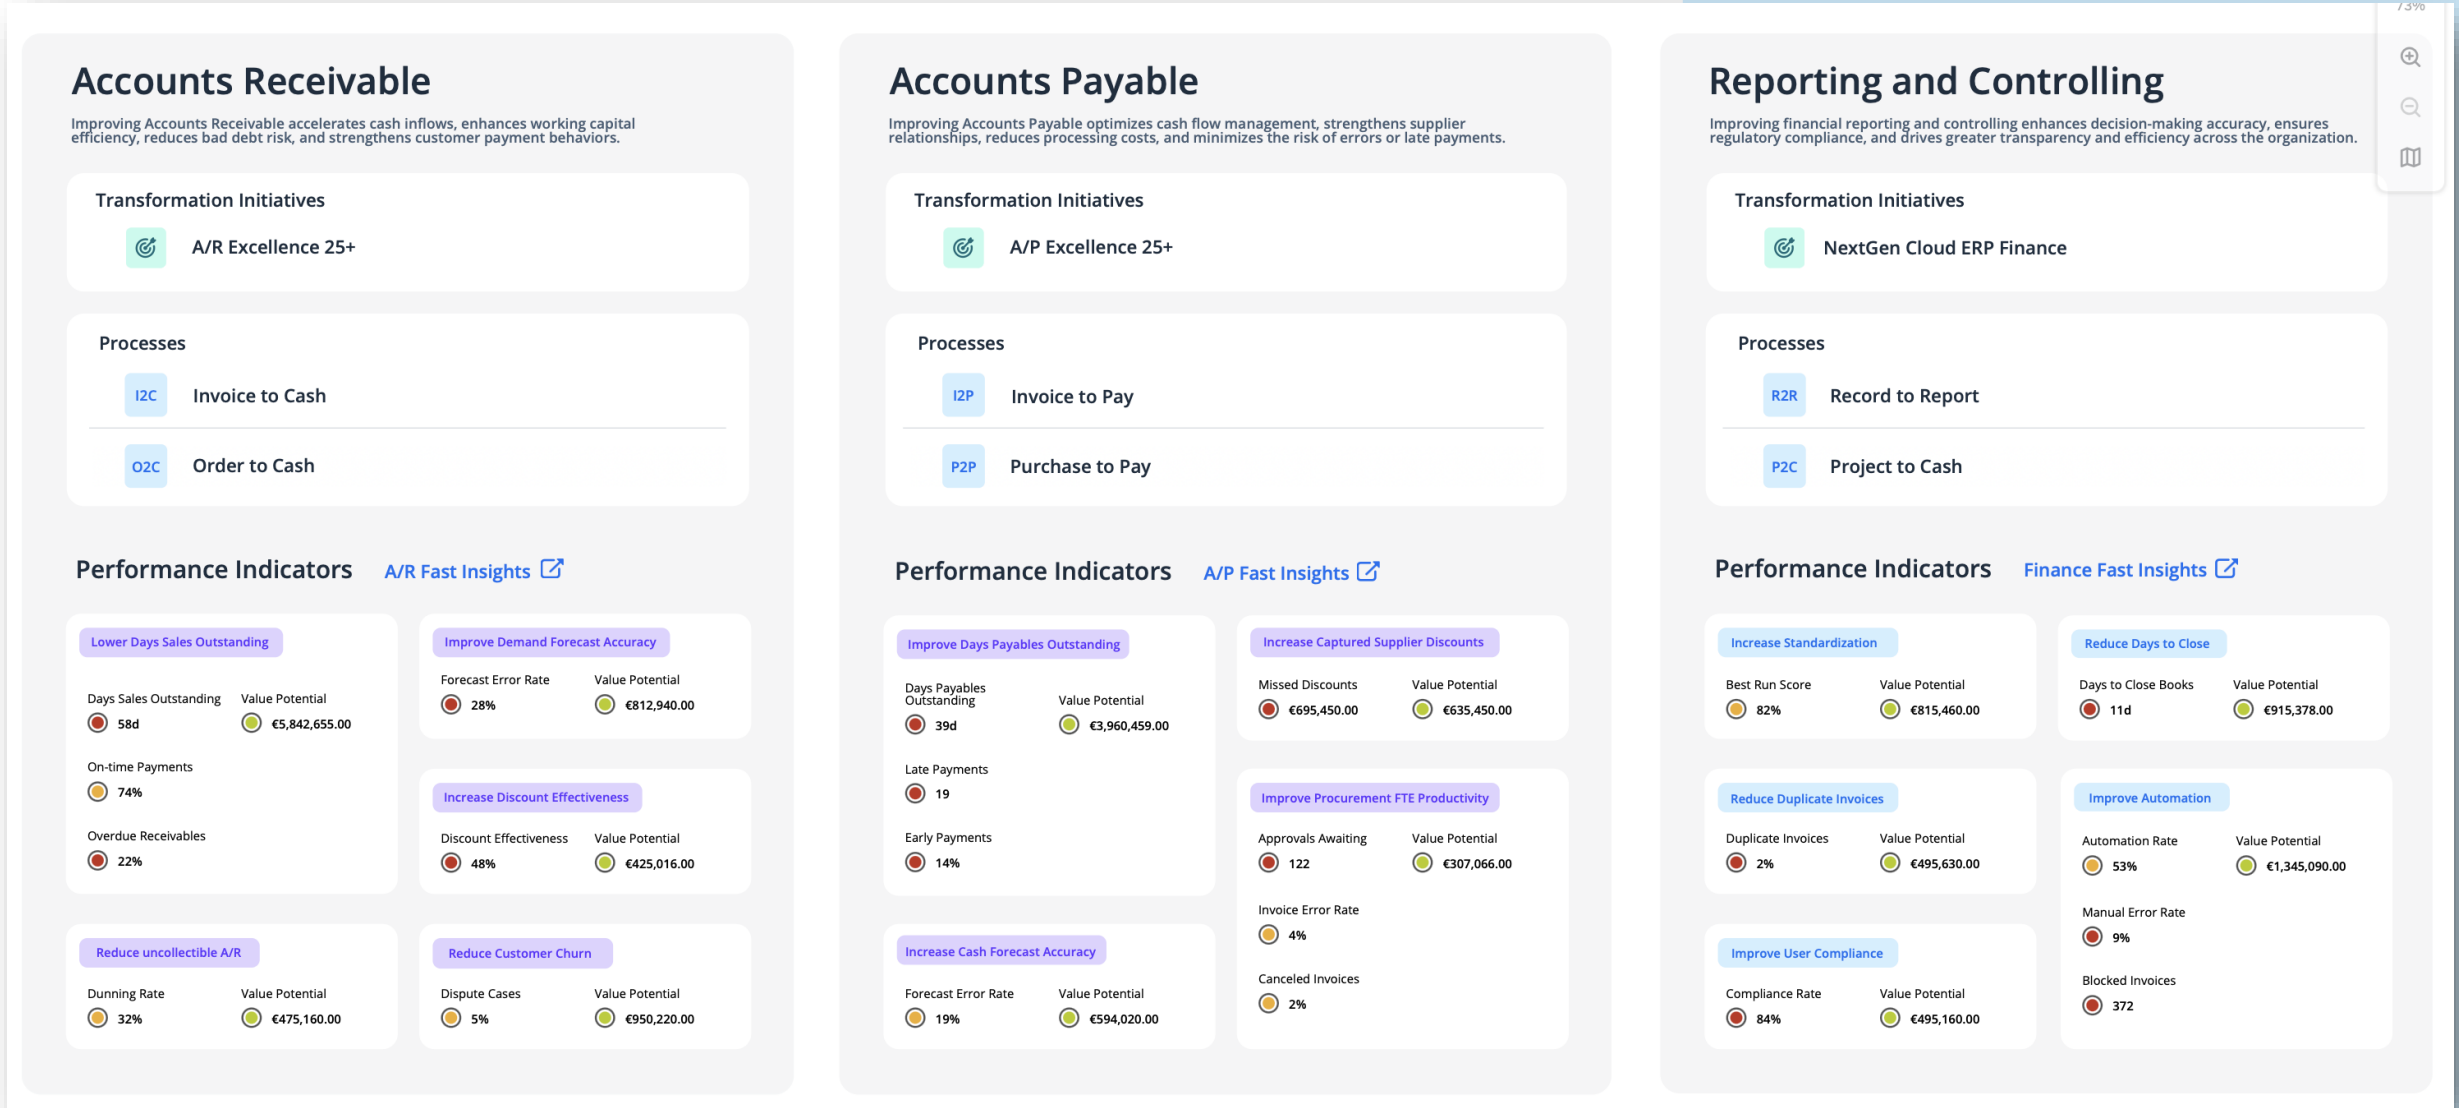 73%
Accounts Receivable
Improving Accounts Receivable accelerates cash inflows, enhances working capital
efficiency, reduces bad debt risk, and strengthens customer payment behaviors.
Transformation Initiatives
A/R Excellence 25+
Processes
I2C Invoice to Cash
O2C Order to Cash
Performance Indicators A/R Fast Insights
Lower Days Sales Outstanding
Days Sales Outstanding Value Potential
58d €5,842,655.00
On-time Payments
74%
Overdue Receivables
22%
Improve Demand Forecast Accuracy
Forecast Error Rate Value Potential
28% €812,940.00
Increase Discount Effectiveness
Discount Effectiveness Value Potential
48% €425,016.00
Reduce uncollectible A/R
Dunning Rate Value Potential
32% €475,160.00
Reduce Customer Churn
Dispute Cases Value Potential
5% €950,220.00
Accounts Payable
Improving Accounts Payable optimizes cash flow management, strengthens supplier
relationships, reduces processing costs, and minimizes the risk of errors or late payments.
Transformation Initiatives
A/P Excellence 25+
Processes
I2P Invoice to Pay
P2P Purchase to Pay
Performance Indicators A/P Fast Insights
Improve Days Payables Outstanding
Days Payables
Outstanding Value Potential
39d €3,960,459.00
Late Payments
19
Early Payments
14%
Increase Captured Supplier Discounts
Missed Discounts Value Potential
€695,450.00 €635,450.00
Improve Procurement FTE Productivity
Approvals Awaiting Value Potential
122 €307,066.00
Invoice Error Rate
4%
Canceled Invoices
2%
Increase Cash Forecast Accuracy
Forecast Error Rate Value Potential
19% €594,020.00
Reporting and Controlling
Improving financial reporting and controlling enhances decision-making accuracy, ensures
regulatory compliance, and drives greater transparency and efficiency across the organization.
Transformation Initiatives
NextGen Cloud ERP Finance
Processes
R2R Record to Report
P2C Project to Cash
Performance Indicators Finance Fast Insights
Increase Standardization
Best Run Score Value Potential
82% €815,460.00
Reduce Days to Close
Days to Close Books Value Potential
11d €915,378.00
Reduce Duplicate Invoices
Duplicate Invoices Value Potential
2% €495,630.00
Improve Automation
Automation Rate Value Potential
53% €1,345,090.00
Manual Error Rate
9%
Blocked Invoices
372
Improve User Compliance
Compliance Rate Value Potential
84% €495,160.00